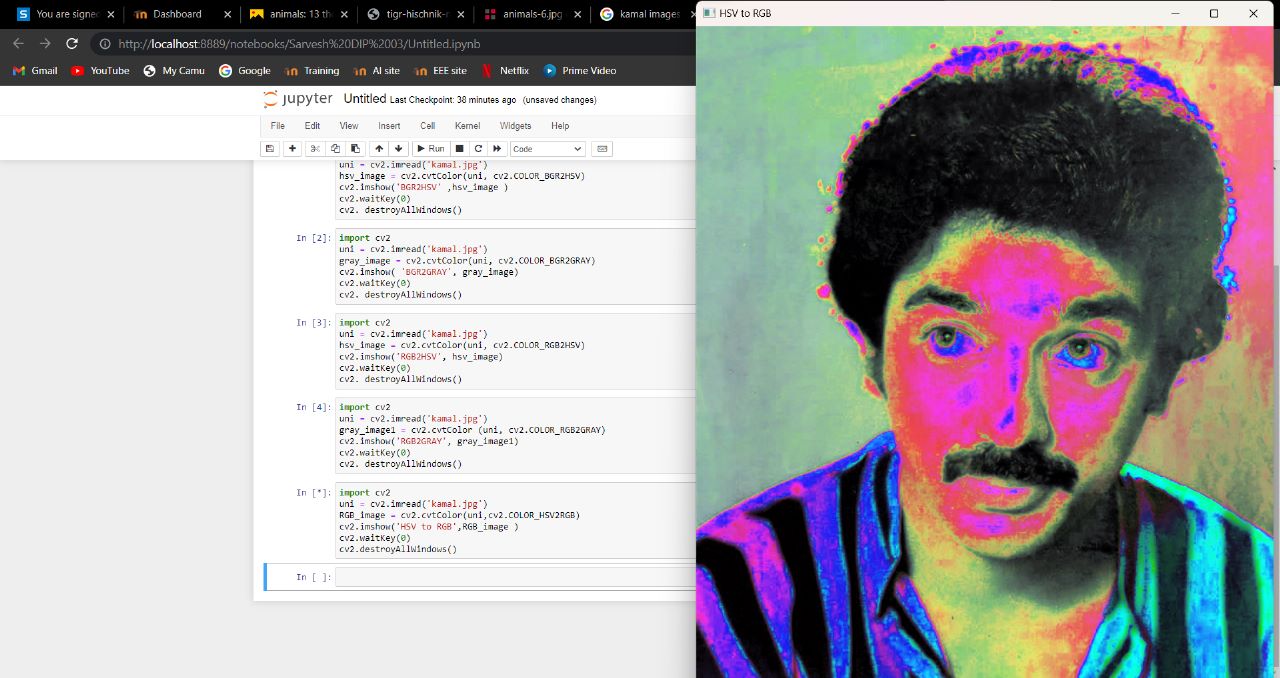 You are signe
Dashboard
animals: 13 th
tigr-hischnik-r
animals-6.jpg
kamal images
http://localhost:8889/notebooks/Sarvesh%20DIP%2003/Untitled.ipynb
Gmail
YouTube
My Camu
Google
Training
AI site
EEE site
Netflix
Prime Video
jupyter Untitled Last Checkpoint: 38 minutes ago (unsaved changes)
File Edit View Insert Cell Kernel Widgets Help
Run
Code
uni = cv2.imread('kamal.jpg')
hsv_image = cv2.cvtColor(uni, cv2.COLOR_BGR2HSV)
cv2.imshow('BGR2HSV' ,hsv_image )
cv2.waitKey(0)
cv2. destroyAllWindows()
In [2]: import cv2
uni = cv2.imread('kamal.jpg')
gray_image = cv2.cvtColor(uni, cv2.COLOR_BGR2GRAY)
cv2.imshow( 'BGR2GRAY', gray_image)
cv2.waitKey(0)
cv2. destroyAllWindows()
In [3]: import cv2
uni = cv2.imread('kamal.jpg')
hsv_image = cv2.cvtColor(uni, cv2.COLOR_RGB2HSV)
cv2.imshow('RGB2HSV', hsv_image)
cv2.waitKey(0)
cv2. destroyAllWindows()
In [4]: import cv2
uni = cv2.imread('kamal.jpg')
gray_image1 = cv2.cvtColor (uni, cv2.COLOR_RGB2GRAY)
cv2.imshow('RGB2GRAY', gray_image1)
cv2.waitKey(0)
cv2. destroyAllWindows()
In [*]: import cv2
uni = cv2.imread('kamal.jpg')
RGB_image = cv2.cvtColor(uni,cv2.COLOR_HSV2RGB)
cv2.imshow('HSV to RGB',RGB_image )
cv2.waitKey(0)
cv2.destroyAllWindows()
In [ ]:
HSV to RGB